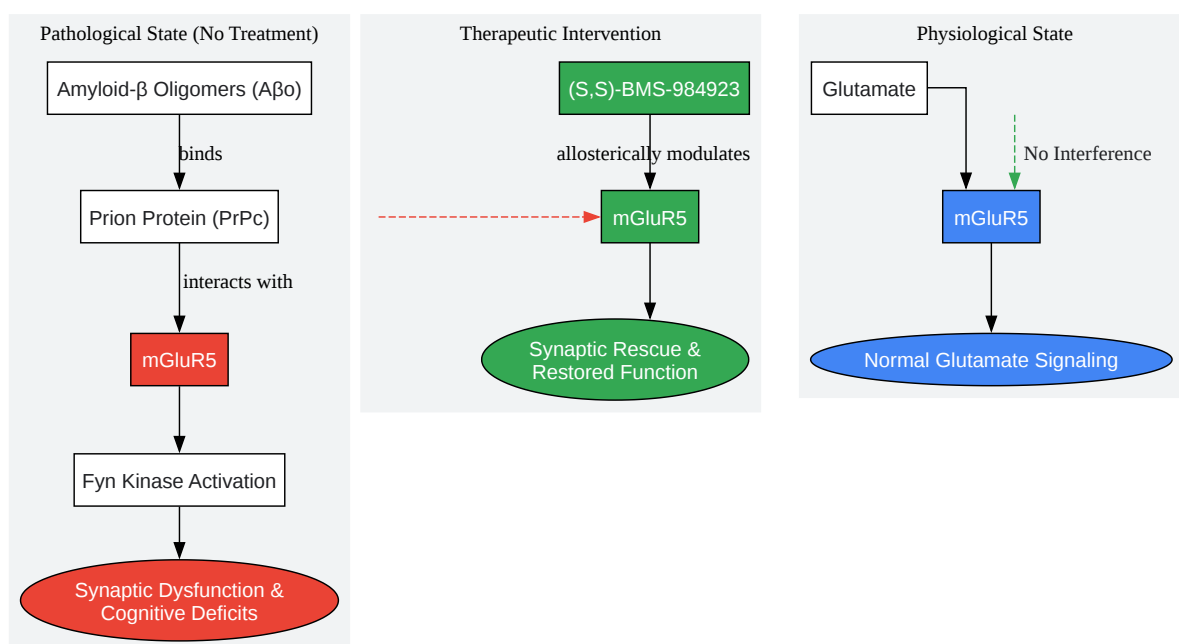 Pathological State (No Treatment)
Amyloid-β Oligomers (Aβo)
binds
Prion Protein (PrPc)
interacts with
mGluR5
Fyn Kinase Activation
Synaptic Dysfunction &
Cognitive Deficits
Therapeutic Intervention
(S,S)-BMS-984923
allosterically modulates
mGluR5
Synaptic Rescue &
Restored Function
Physiological State
Glutamate
No Interference
mGluR5
Normal Glutamate Signaling